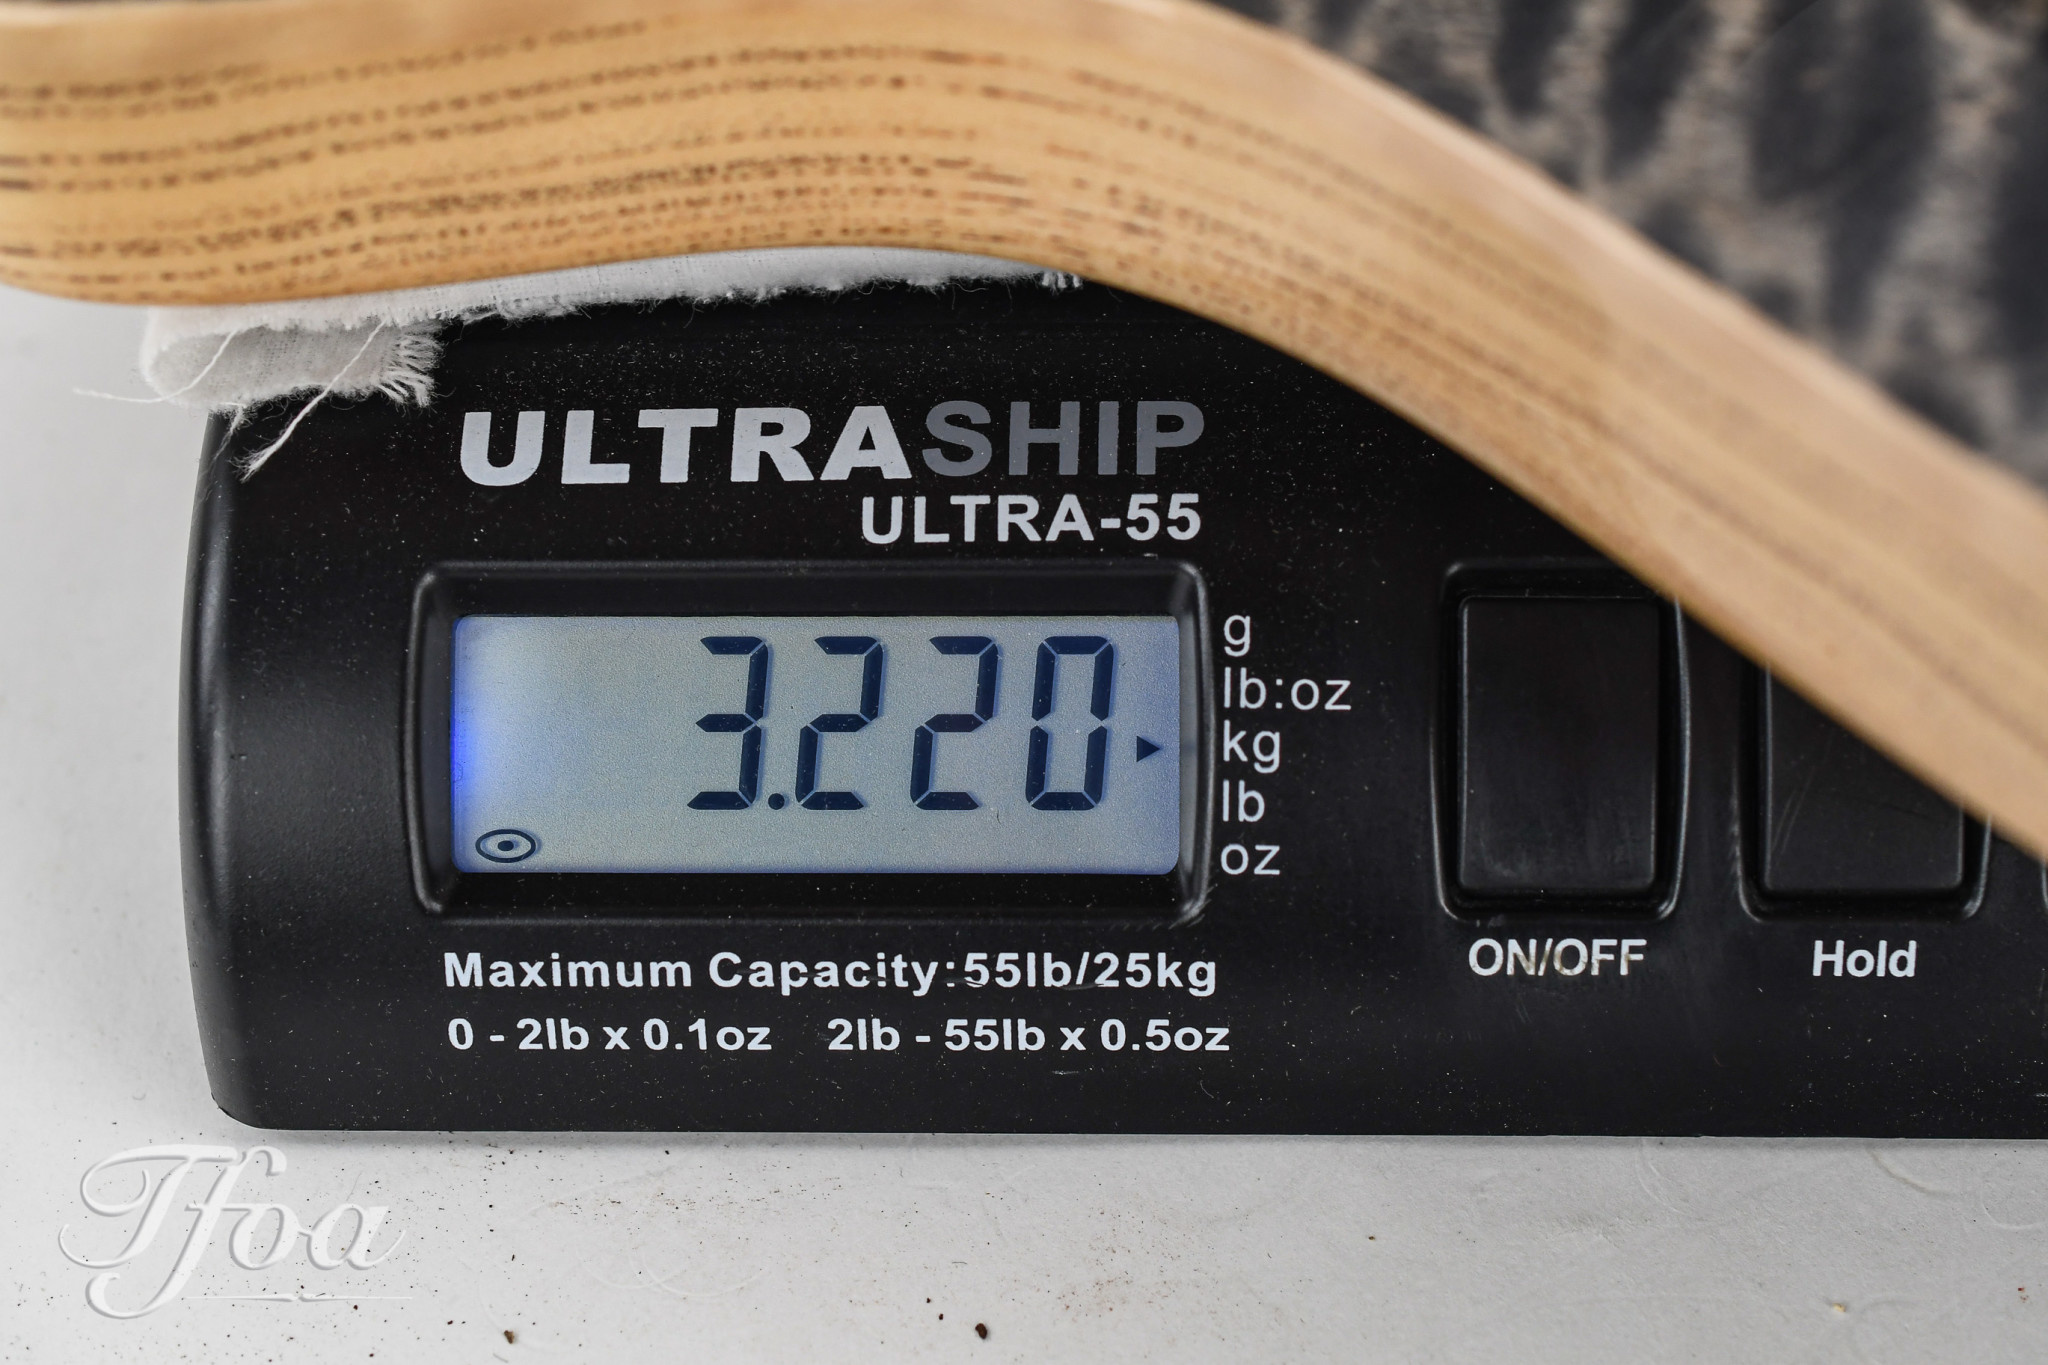 ULTRASHIP
ULTRA-55
3.220
g
lb:oz
kg
lb
oz
ON/OFF
Hold
Maximum Capacity:55lb/25kg
0 - 2lb x 0.1oz 2lb - 55lb x 0.5oz
Tfoa